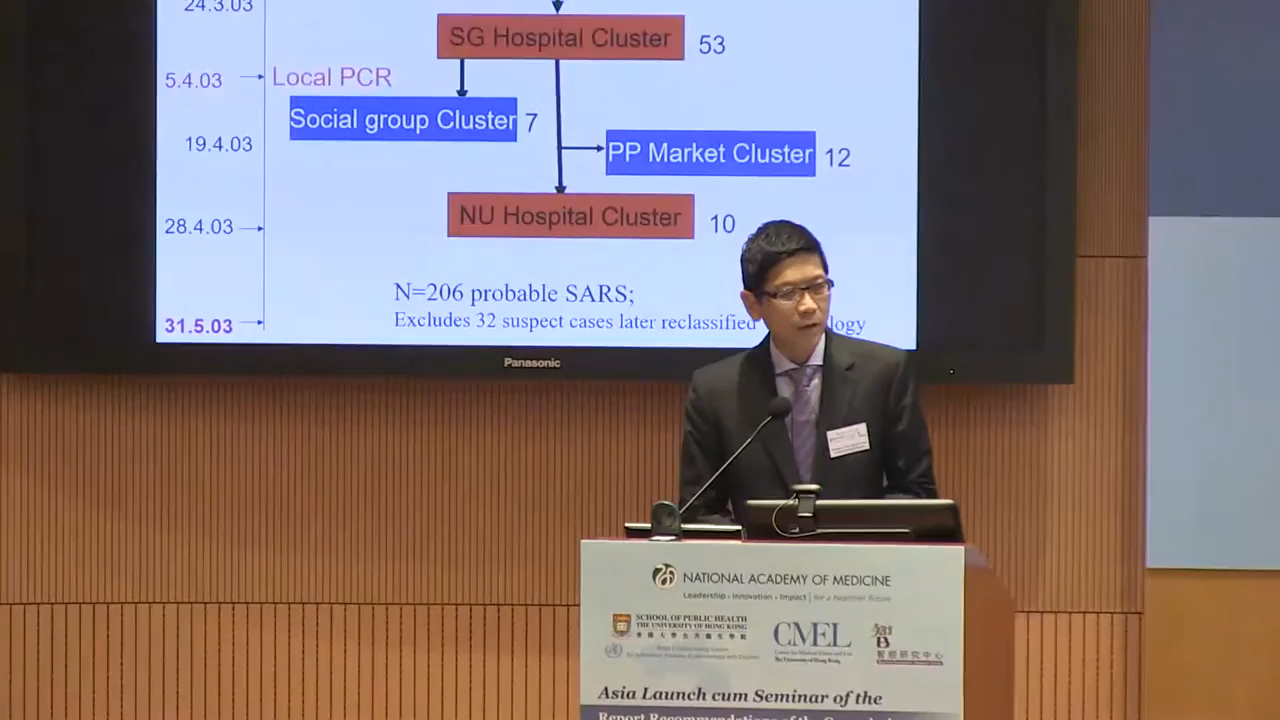 24.3.03
SG Hospital Cluster 53
5.4.03
Local PCR
Social group Cluster 7
19.4.03
PP Market Cluster 12
NU Hospital Cluster 10
28.4.03
N=206 probable SARS;
31.5.03
Excludes 32 suspect cases later reclassified logy
Panasonic
NATIONAL ACADEMY OF MEDICINE
Leadership • Innovation • Impact | for a healthier future
SCHOOL OF PUBLIC HEALTH
THE UNIVERSITY OF HONG KONG
香港大學公共衞生學院
CMEL
Centre for Medical Ethics and Law
The University of Hong Kong
智經研究中心
Asia Launch cum Seminar of the
Report Recommendations of the